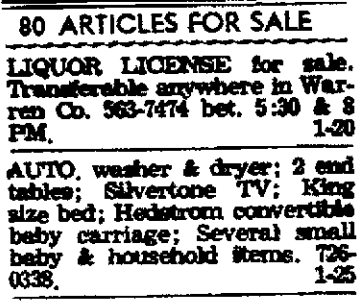 80 ARTICLES FOR SALE
LIQUOR LICENSE for sale.
Transferable anywhere in War-
ren Co. 563-7474 bet. 5:30 & 8
PM. 1-20
AUTO. washer & dryer; 2 end
tables; Silvertone TV; King
size bed; Hedstrom convertible
baby carriage; Several small
baby & household items. 726-
0338. 1-25